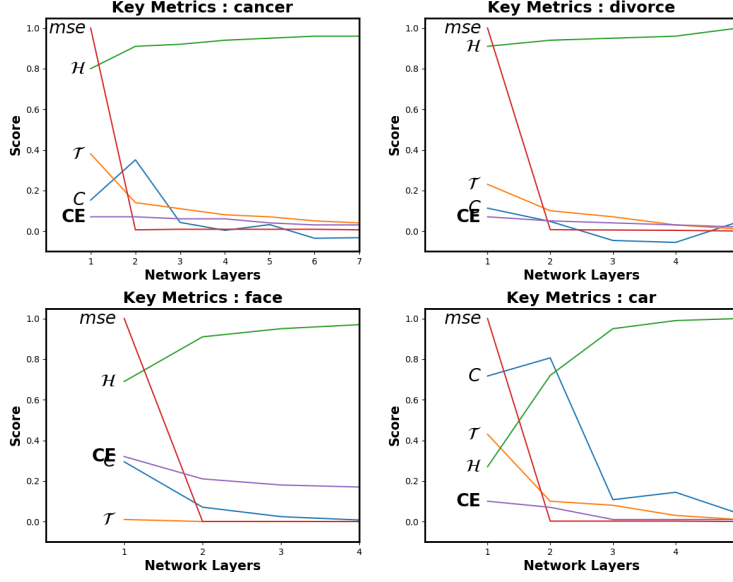 Key Metrics : cancer
Score
1.0
0.8
0.6
0.4
0.2
0.0
mse
H
T
C
CE
1 2 3 4 5 6 7
Network Layers
Key Metrics : divorce
Score
1.0
0.8
0.6
0.4
0.2
0.0
mse
H
T
C
CE
1 2 3 4
Network Layers
Key Metrics : face
Score
1.0
0.8
0.6
0.4
0.2
0.0
mse
H
CE
C
T
1 2 3 4
Network Layers
Key Metrics : car
Score
1.0
0.8
0.6
0.4
0.2
0.0
mse
C
T
H
CE
1 2 3 4
Network Layers